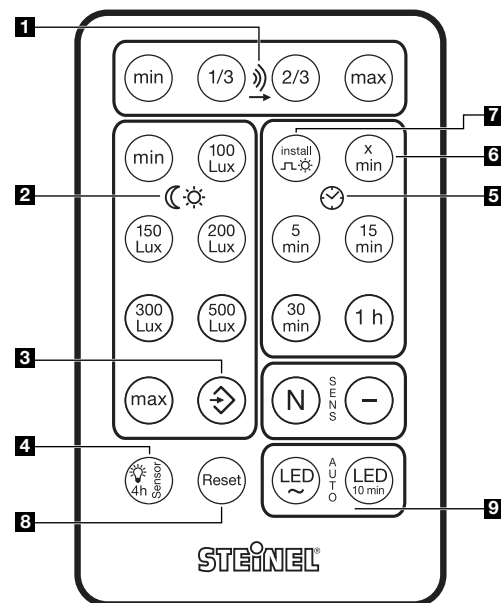 1
min 1/3 2/3 max
7
min 100 Lux
install x min
6
2
5
150 Lux 200 Lux
5 min 15 min
300 Lux 500 Lux
30 min 1 h
3
max
N SENS –
4
4h Sensor
Reset
LED ~ AUTO LED 10 min
8
9
STEINEL®